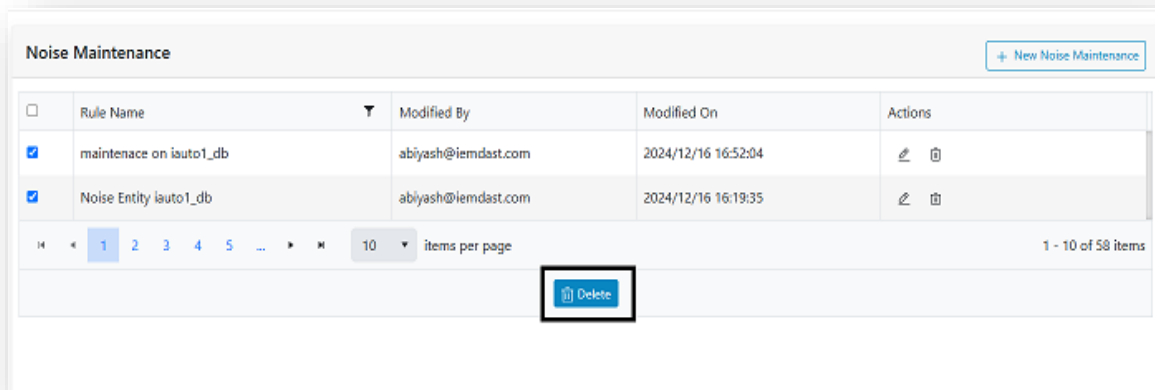 Noise Maintenance
+ New Noise Maintenance
Rule Name Modified By Modified On Actions
maintenace on iauto1_db abiyash@iemdast.com 2024/12/16 16:52:04
Noise Entity iauto1_db abiyash@iemdast.com 2024/12/16 16:19:35
1 2 3 4 5 ... 10 items per page 1 - 10 of 58 items
Delete